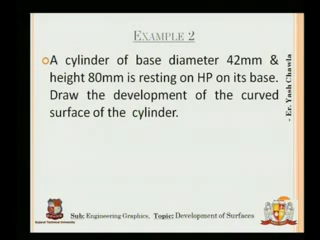 EXAMPLE 2
A cylinder of base diameter 42mm &
height 80mm is resting on HP on its base.
Draw the development of the curved
surface of the cylinder.
- Er. Yash Chawla
Gujarat Technological University
Sub: Engineering Graphics, Topic: Development of Surfaces